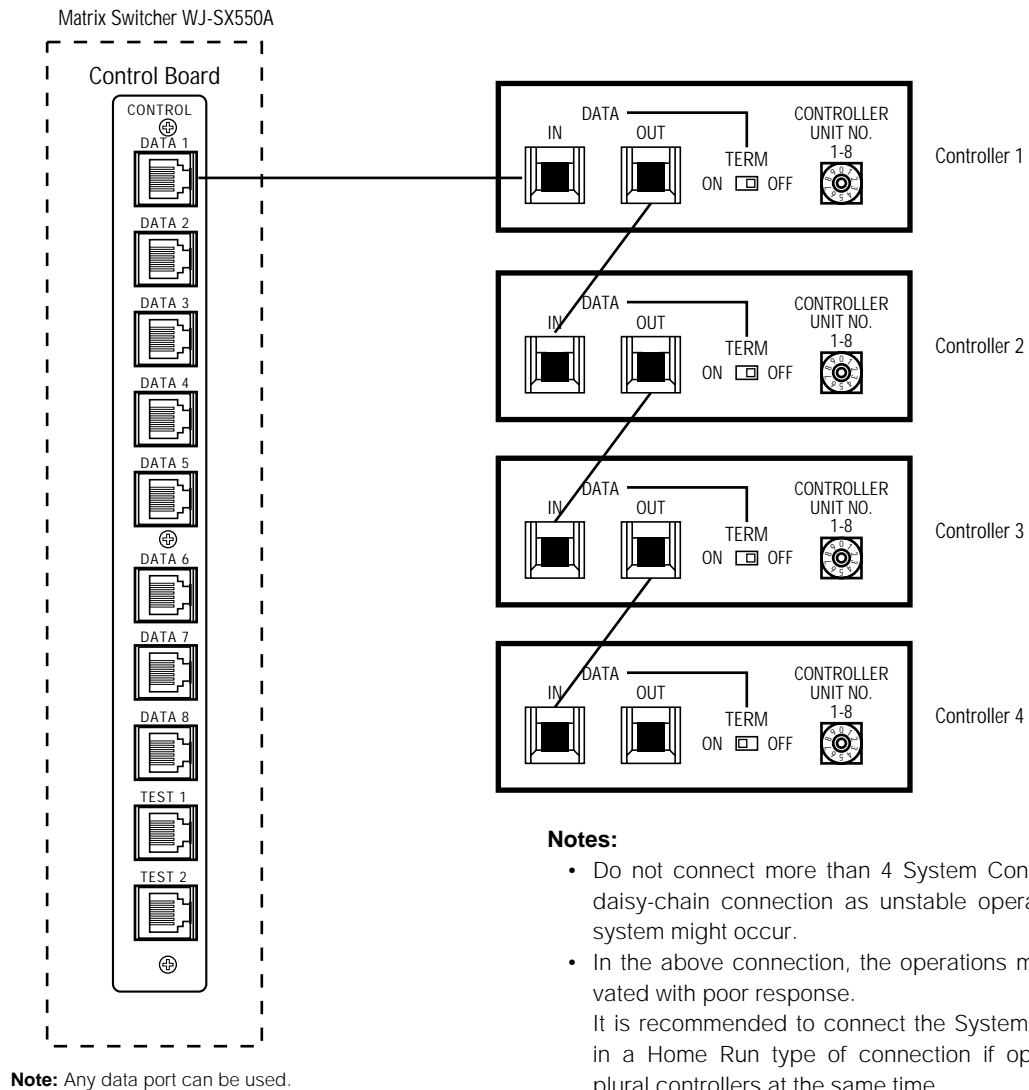 Matrix Switcher WJ-SX550A
Control Board
CONTROL
DATA 1
DATA 2
DATA 3
DATA 4
DATA 5
DATA 6
DATA 7
DATA 8
TEST 1
TEST 2
Note: Any data port can be used.
DATA
IN OUT
TERM
ON OFF
CONTROLLER
UNIT NO.
1-8
Controller 1
DATA
IN OUT
TERM
ON OFF
CONTROLLER
UNIT NO.
1-8
Controller 2
DATA
IN OUT
TERM
ON OFF
CONTROLLER
UNIT NO.
1-8
Controller 3
DATA
IN OUT
TERM
ON OFF
CONTROLLER
UNIT NO.
1-8
Controller 4
Notes:
• Do not connect more than 4 System Con
daisy-chain connection as unstable opera
system might occur.
• In the above connection, the operations m
vated with poor response.
It is recommended to connect the System
in a Home Run type of connection if op
plural controllers at the same time.